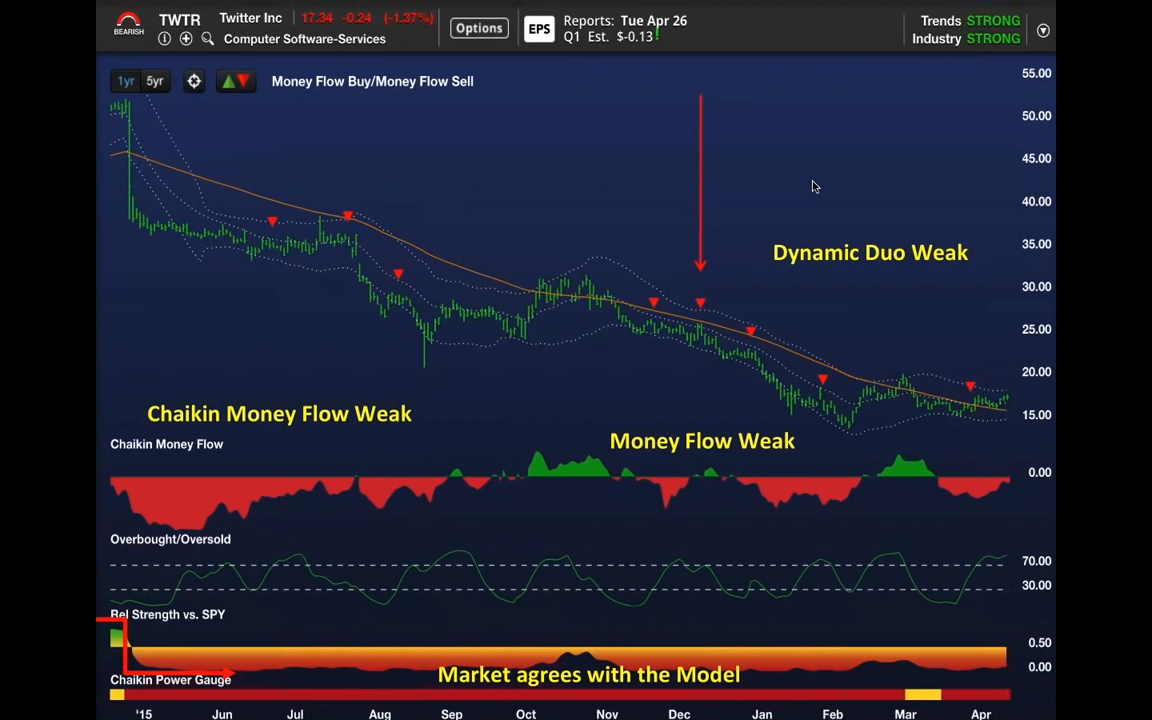 BEARISH
TWTR Twitter Inc 17.34 -0.24 (-1.37%)
Computer Software-Services
Options
EPS
Reports: Tue Apr 26
Q1 Est. $-0.13!
Trends STRONG
Industry STRONG
1yr 5yr
Money Flow Buy/Money Flow Sell
55.00
50.00
45.00
40.00
35.00
30.00
25.00
20.00
15.00
Dynamic Duo Weak
Chaikin Money Flow Weak
Money Flow Weak
Chaikin Money Flow
0.00
Overbought/Oversold
70.00
30.00
Rel Strength vs. SPY
0.50
0.00
Market agrees with the Model
Chaikin Power Gauge
'15 Jun Jul Aug Sep Oct Nov Dec Jan Feb Mar Apr